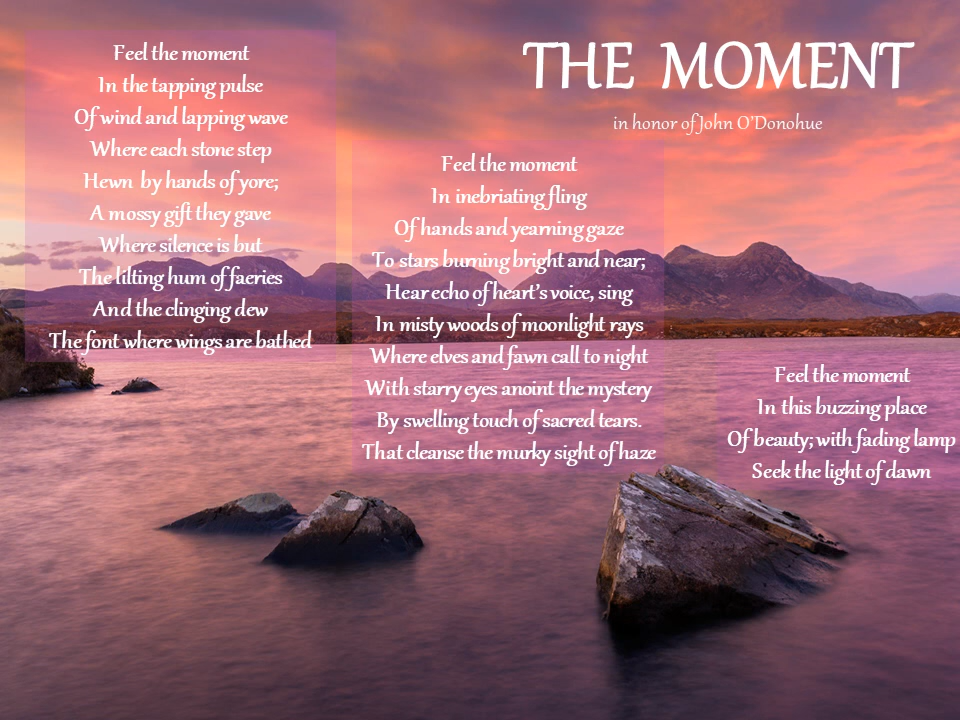 THE MOMENT
in honor of John O'Donohue
Feel the moment
In the tapping pulse
Of wind and lapping wave
Where each stone step
Hewn by hands of yore;
A mossy gift they gave
Where silence is but
The lilting hum of faeries
And the clinging dew
The font where wings are bathed
Feel the moment
In inebriating fling
Of hands and yearning gaze
To stars burning bright and near;
Hear echo of heart's voice, sing
In misty woods of moonlight rays
Where elves and fawn call to night
With starry eyes anoint the mystery
By swelling touch of sacred tears.
That cleanse the murky sight of haze
Feel the moment
In this buzzing place
Of beauty; with fading lamp
Seek the light of dawn